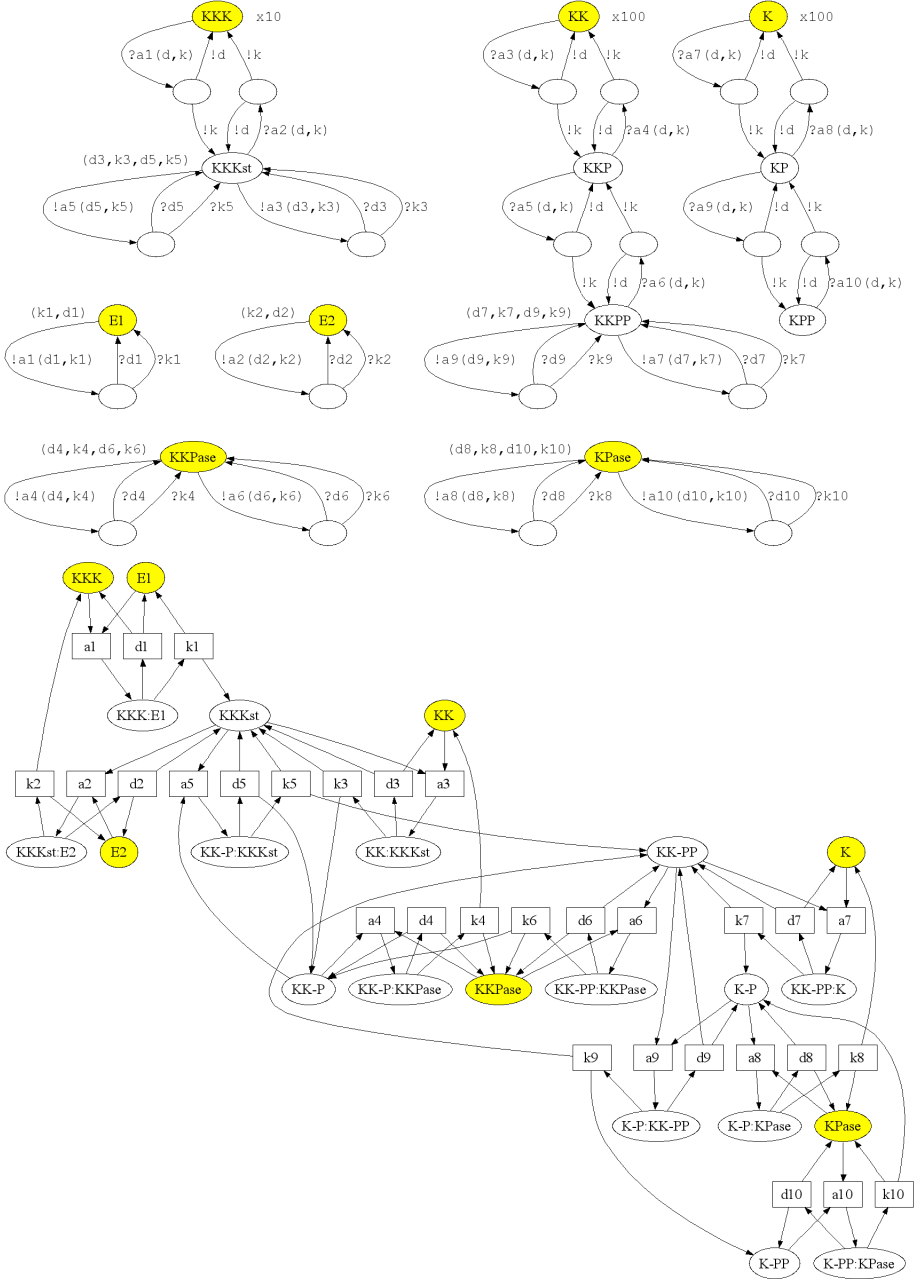 KKK x10 KK x100 K x100
?a1(d,k) !d !k ?a3(d,k) !d !k ?a7(d,k) !d !k
!k !d ?a2(d,k) !k !d ?a4(d,k) !k !d ?a8(d,k)
(d3,k3,d5,k5) KKKst KKP KP
!a5(d5,k5) ?d5 ?k5 !a3(d3,k3) ?d3 ?k3 ?a5(d,k) !d !k ?a9(d,k) !d !k
!k !d ?a6(d,k) !k !d ?a10(d,k)
(k1,d1) E1 (k2,d2) E2 (d7,k7,d9,k9) KKPP KPP
!a1(d1,k1) ?d1 ?k1 !a2(d2,k2) ?d2 ?k2 !a9(d9,k9) ?d9 ?k9 !a7(d7,k7) ?d7 ?k7
(d4,k4,d6,k6) KKPase (d8,k8,d10,k10) KPase
!a4(d4,k4) ?d4 ?k4 !a6(d6,k6) ?d6 ?k6 !a8(d8,k8) ?d8 ?k8 !a10(d10,k10) ?d10 ?k10
KKK E1
a1 d1 k1
KKK:E1 KKKst KK
k2 a2 d2 a5 d5 k5 k3 d3 a3
KKKst:E2 E2 KK-P:KKKst KK:KKKst KK-PP K
a4 d4 k4 k6 d6 a6 k7 d7 a7
KK-P KK-P:KKPase KKPase KK-PP:KKPase K-P KK-PP:K
k9 a9 d9 a8 d8 k8
K-P:KK-PP K-P:KPase KPase
d10 a10 k10
K-PP K-PP:KPase